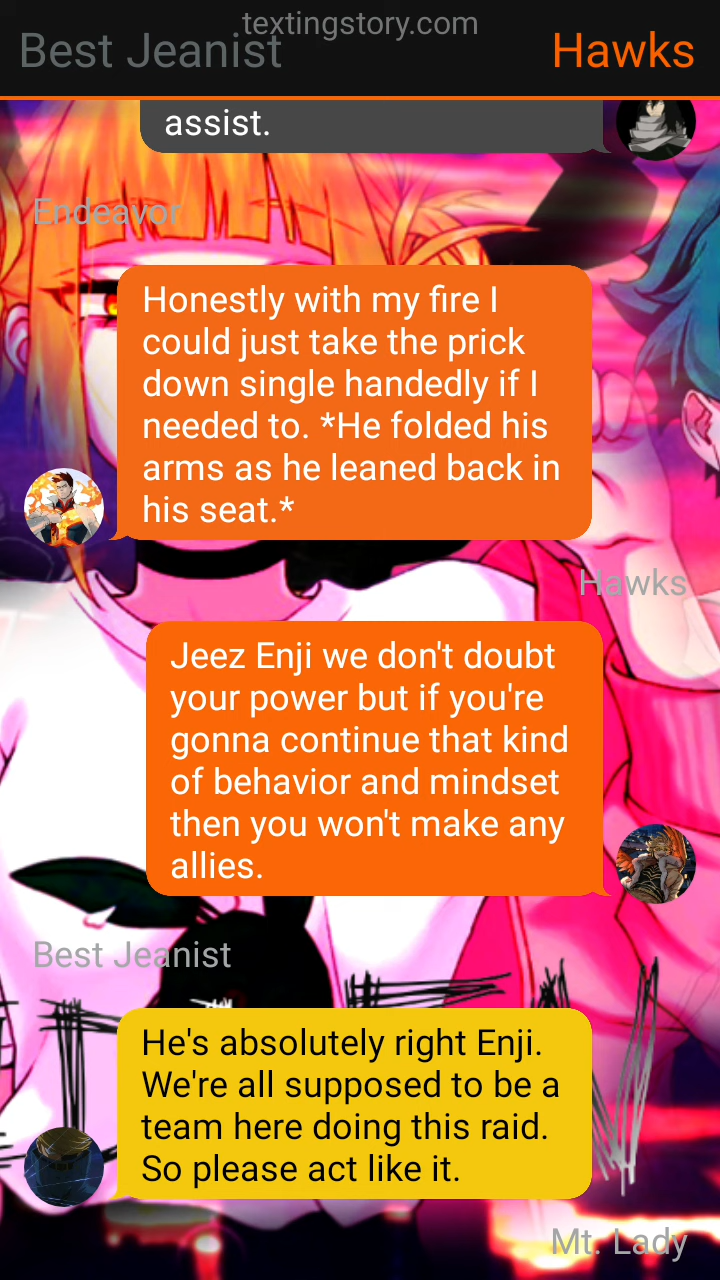 textingstory.com
Best Jeanist
Hawks
assist.
Endeavor
Honestly with my fire I
could just take the prick
down single handedly if I
needed to. *He folded his
arms as he leaned back in
his seat.*
Hawks
Jeez Enji we don't doubt
your power but if you're
gonna continue that kind
of behavior and mindset
then you won't make any
allies.
Best Jeanist
He's absolutely right Enji.
We're all supposed to be a
team here doing this raid.
So please act like it.
Mt. Lady